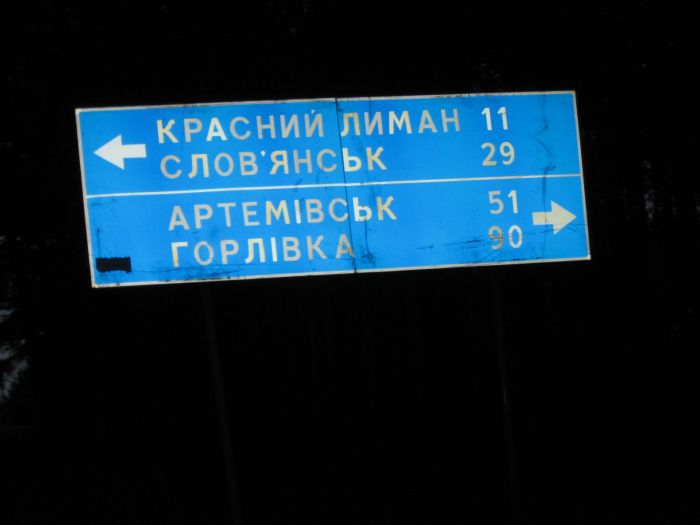 КРАСНИЙ ЛИМАН 11
СЛОВ'ЯНСЬК 29
АРТЕМІВСЬК 51
ГОРЛІВКА 90